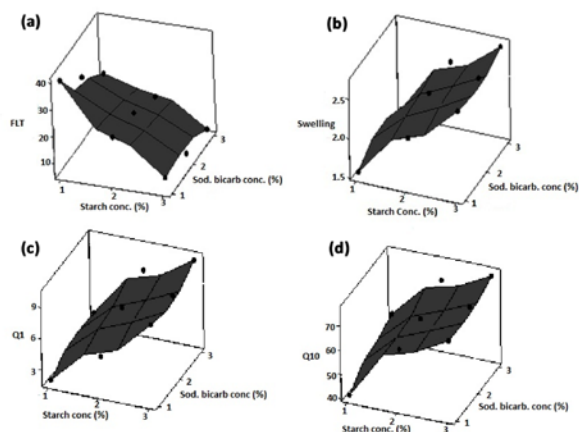 (a)
40
30
20
10
FLT
1
2
3
Starch conc. (%)
1
2
3
Sod. bicarb conc. (%)
(b)
2.5
2.0
1.5
Swelling
1
2
3
Starch Conc. (%)
1
2
3
Sod. bicarb. conc (%)
(c)
9
6
3
Q1
1
2
3
Starch conc (%)
1
2
3
Sod. bicarb conc (%)
(d)
70
60
50
40
Q10
1
2
3
Starch conc. (%)
1
2
3
Sod. bicarb. conc (%)